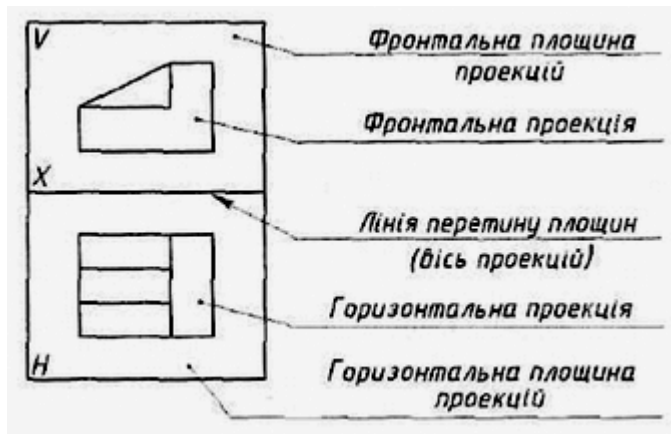 V
Фронтальна площина
проекцій
Фронтальна проекція
X
Лінія перетину площин
(вісь проекцій)
Горизонтальна проекція
H
Горизонтальна площина
проекцій